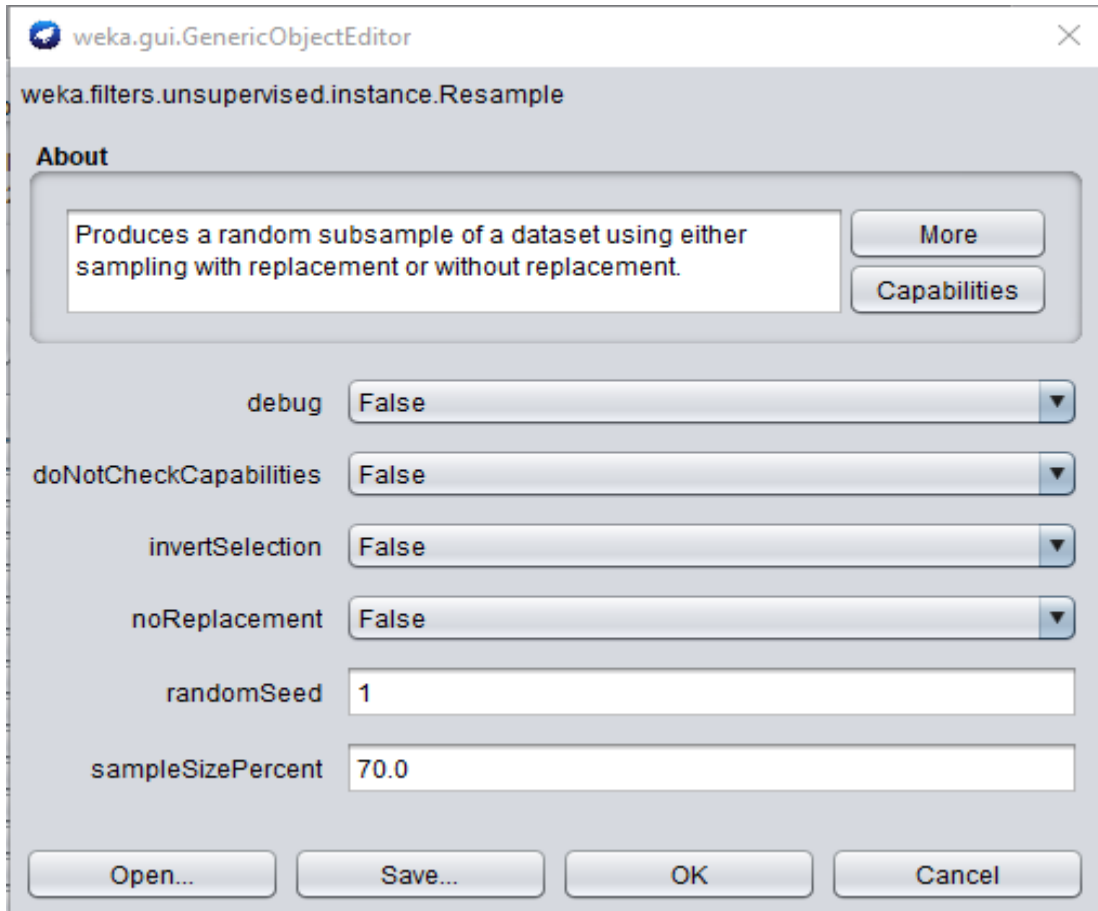 weka.gui.GenericObjectEditor
weka.filters.unsupervised.instance.Resample
About
Produces a random subsample of a dataset using either
sampling with replacement or without replacement.
More
Capabilities
debug False
doNotCheckCapabilities False
invertSelection False
noReplacement False
randomSeed 1
sampleSizePercent 70.0
Open... Save... OK Cancel